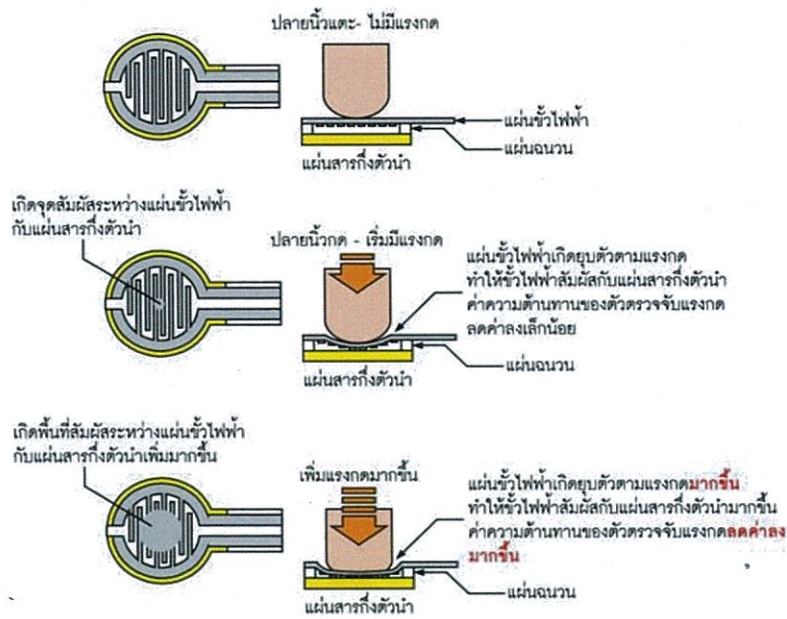 ปลายนิ้วแตะ- ไม่มีแรงกด
แผ่นขั้วไฟฟ้า
แผ่นฉนวน
แผ่นสารกึ่งตัวนำ
เกิดจุดสัมผัสระหว่างแผ่นขั้วไฟฟ้า
กับแผ่นสารกึ่งตัวนำ
ปลายนิ้วกด - เริ่มมีแรงกด
แผ่นขั้วไฟฟ้าเกิดยุบตัวตามแรงกด
ทำให้ขั้วไฟฟ้าสัมผัสกับแผ่นสารกึ่งตัวนำ
ค่าความต้านทานของตัวตรวจจับแรงกด
ลดค่าลงเล็กน้อย
แผ่นฉนวน
แผ่นสารกึ่งตัวนำ
เกิดพื้นที่สัมผัสระหว่างแผ่นขั้วไฟฟ้า
กับแผ่นสารกึ่งตัวนำเพิ่มมากขึ้น
เพิ่มแรงกดมากขึ้น
แผ่นขั้วไฟฟ้าเกิดยุบตัวตามแรงกดมากขึ้น
ทำให้ขั้วไฟฟ้าสัมผัสกับแผ่นสารกึ่งตัวนำมากขึ้น
ค่าความต้านทานของตัวตรวจจับแรงกดลดค่าลง
มากขึ้น
แผ่นฉนวน
แผ่นสารกึ่งตัวนำ